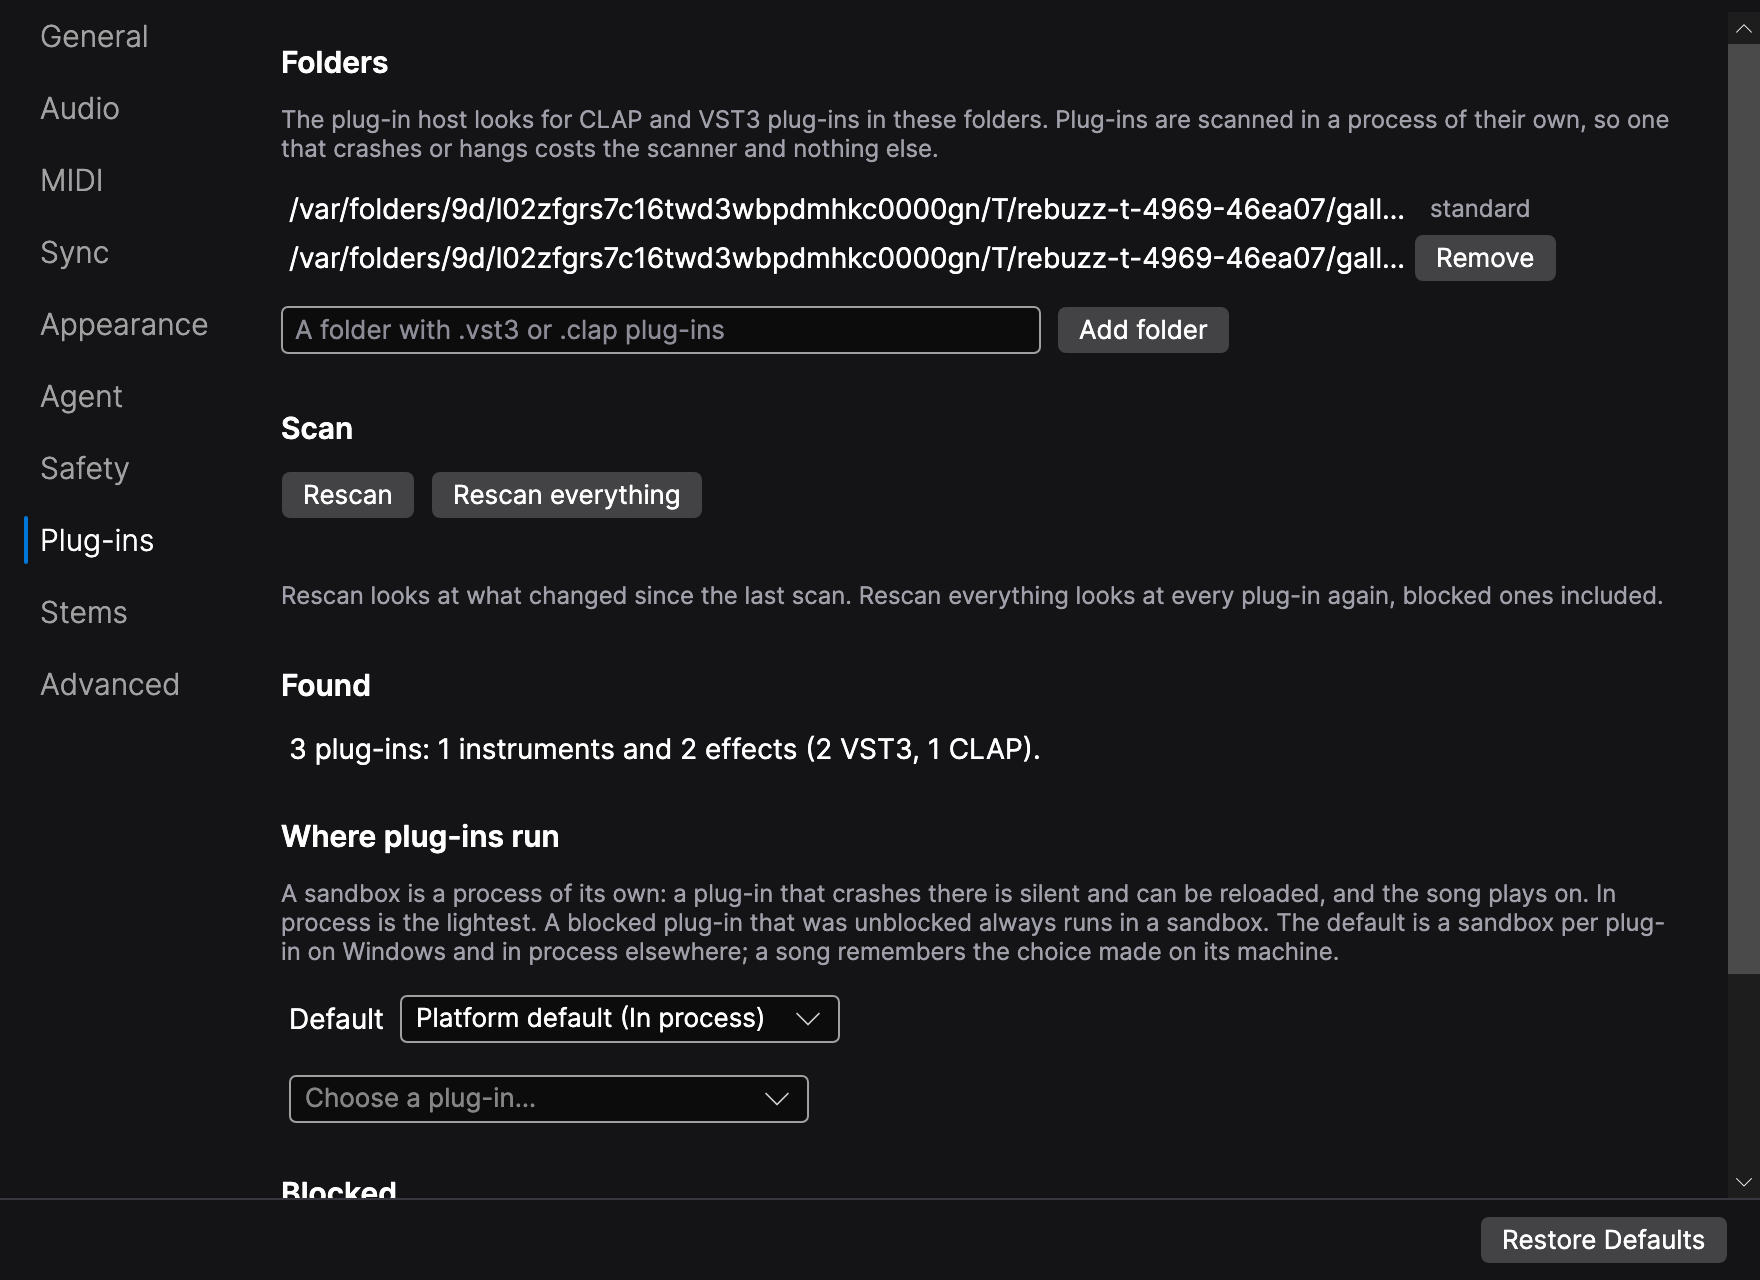 General
Audio
MIDI
Sync
Appearance
Agent
Safety
Plug-ins
Stems
Advanced
Folders
The plug-in host looks for CLAP and VST3 plug-ins in these folders. Plug-ins are scanned in a process of their own, so one
that crashes or hangs costs the scanner and nothing else.
/var/folders/9d/l02zfgrs7c16twd3wbpdmhkc0000gn/T/rebuzz-t-4969-46ea07/gall... standard
/var/folders/9d/l02zfgrs7c16twd3wbpdmhkc0000gn/T/rebuzz-t-4969-46ea07/gall... Remove
A folder with .vst3 or .clap plug-ins Add folder
Scan
Rescan Rescan everything
Rescan looks at what changed since the last scan. Rescan everything looks at every plug-in again, blocked ones included.
Found
3 plug-ins: 1 instruments and 2 effects (2 VST3, 1 CLAP).
Where plug-ins run
A sandbox is a process of its own: a plug-in that crashes there is silent and can be reloaded, and the song plays on. In
process is the lightest. A blocked plug-in that was unblocked always runs in a sandbox. The default is a sandbox per plug-
in on Windows and in process elsewhere; a song remembers the choice made on its machine.
Default Platform default (In process)
Choose a plug-in...
Blocked
Restore Defaults